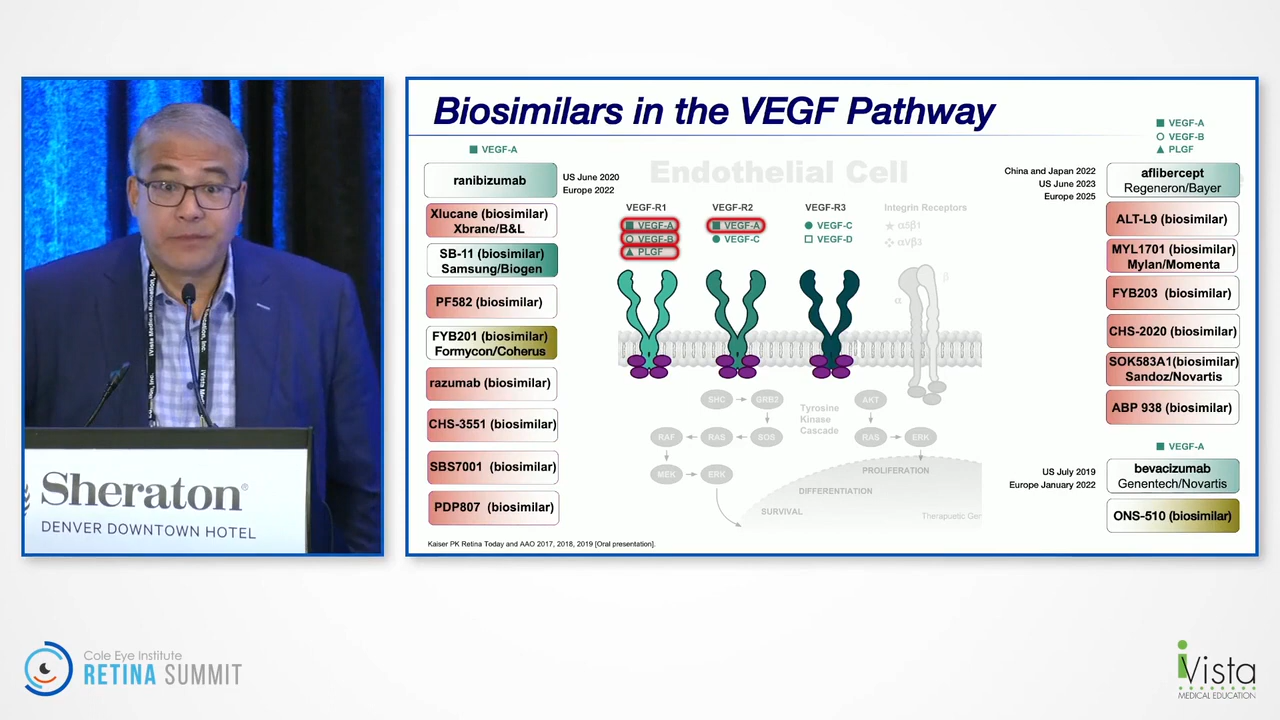 Biosimilars in the VEGF Pathway
■ VEGF-A
ranibizumab
US June 2020
Europe 2022
Xlucane (biosimilar)
Xbrane/B&L
SB-11 (biosimilar)
Samsung/Biogen
PF582 (biosimilar)
FYB201 (biosimilar)
Formycon/Coherus
razumab (biosimilar)
CHS-3551 (biosimilar)
SBS7001 (biosimilar)
PDP807 (biosimilar)
Endothelial Cell
VEGF-R1
■ VEGF-A
○ VEGF-B
▲ PLGF
VEGF-R2
■ VEGF-A
● VEGF-C
VEGF-R3
● VEGF-C
□ VEGF-D
Integrin Receptors
★ α5β1
αVβ3
α
β
SHC
GRB2
RAF
RAS
SOS
MEK
ERK
Tyrosine
Kinase
Cascade
AKT
RAS
ERK
PROLIFERATION
DIFFERENTIATION
SURVIVAL
Therapuetic Ger
■ VEGF-A
○ VEGF-B
▲ PLGF
China and Japan 2022
US June 2023
Europe 2025
aflibercept
Regeneron/Bayer
ALT-L9 (biosimilar)
MYL1701 (biosimilar)
Mylan/Momenta
FYB203 (biosimilar)
CHS-2020 (biosimilar)
SOK583A1(biosimilar)
Sandoz/Novartis
ABP 938 (biosimilar)
■ VEGF-A
US July 2019
Europe January 2022
bevacizumab
Genentech/Novartis
ONS-510 (biosimilar)
Kaiser PK Retina Today and AAO 2017, 2018, 2019 [Oral presentation].
Sheraton®
DENVER DOWNTOWN HOTEL
Cole Eye Institute
RETINA SUMMIT
iVista
MEDICAL EDUCATION